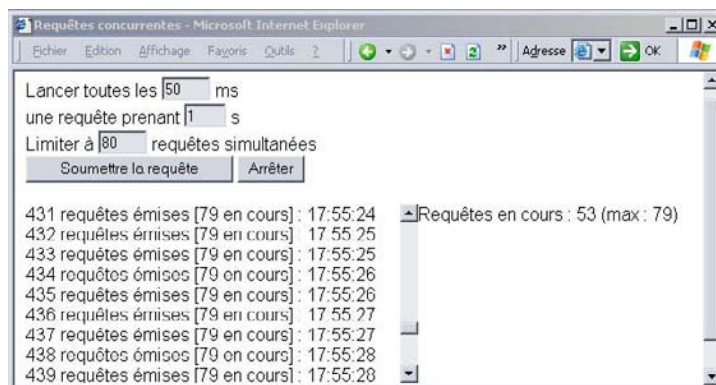 Requêtes concurrentes - Microsoft Internet Explorer
Fichier Edition Affichage Favoris Outils ? » Adresse OK
Lancer toutes les 50 ms
une requête prenant 1 s
Limiter à 80 requêtes simultanées
Soumettre la requête Arrêter
431 requêtes émises [79 en cours] : 17:55:24
Requêtes en cours : 53 (max : 79)
432 requêtes émises [79 en cours] : 17:55:25
433 requêtes émises [79 en cours] : 17:55:25
434 requêtes émises [79 en cours] : 17:55:26
435 requêtes émises [79 en cours] : 17:55:26
436 requêtes émises [79 en cours] : 17:55:27
437 requêtes émises [79 en cours] : 17:55:27
438 requêtes émises [79 en cours] : 17:55:28
439 requêtes émises [79 en cours] : 17:55:28